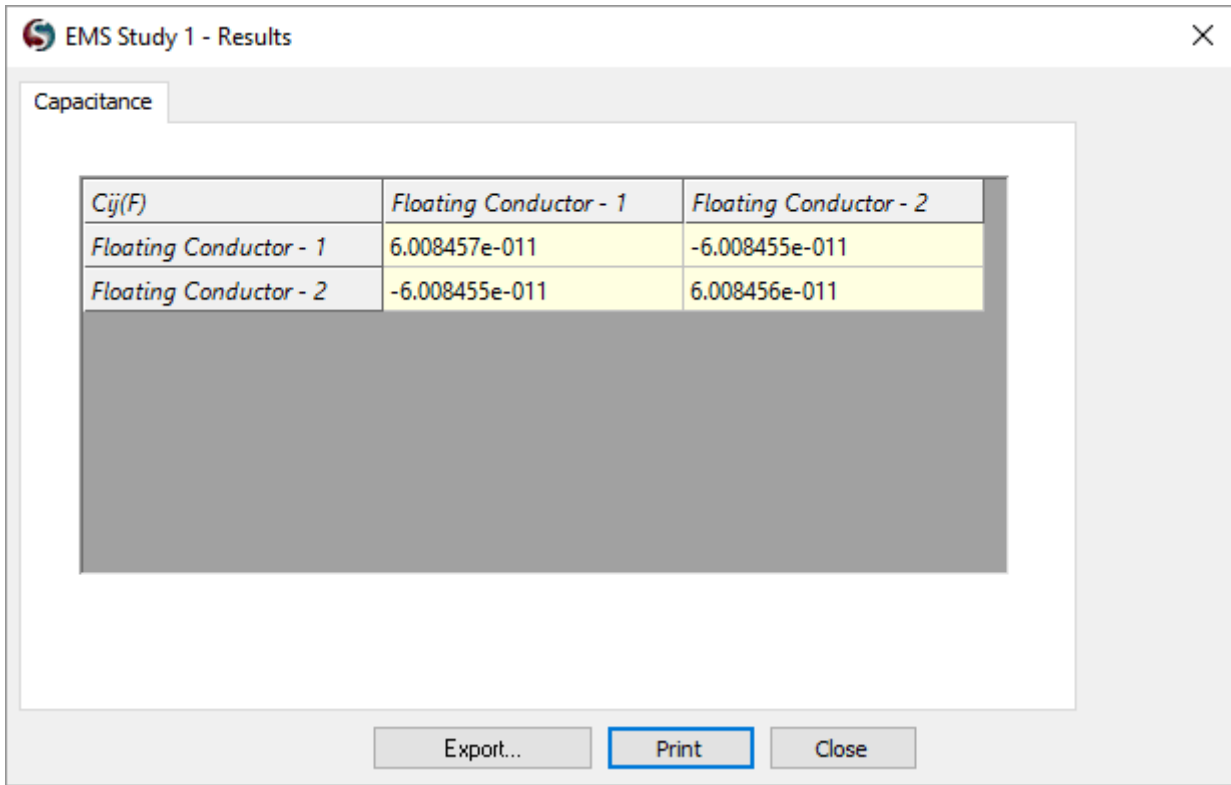 EMS Study 1 - Results
Capacitance
Cij(F) Floating Conductor - 1 Floating Conductor - 2
Floating Conductor - 1 6.008457e-011 -6.008455e-011
Floating Conductor - 2 -6.008455e-011 6.008456e-011
Export... Print Close